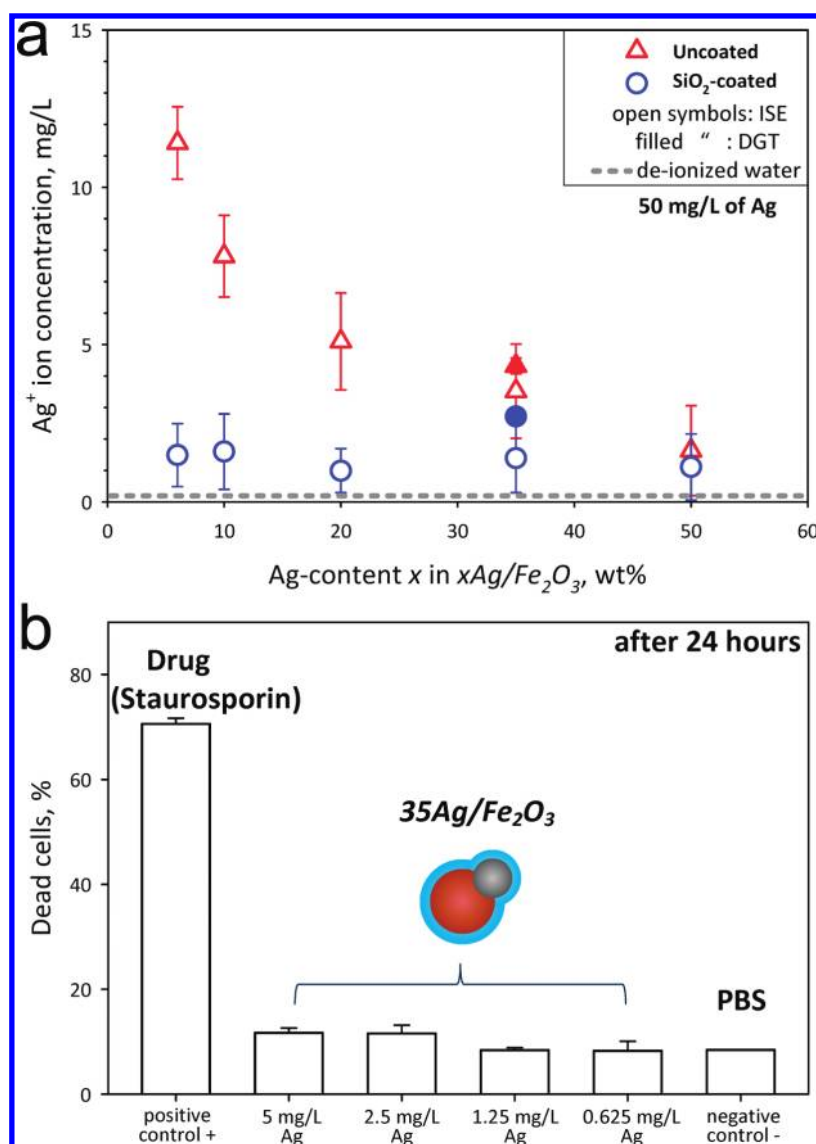 a
15
10
5
0
Ag⁺ ion concentration, mg/L
Uncoated
SiO₂-coated
open symbols: ISE
filled “ : DGT
de-ionized water
50 mg/L of Ag
0 10 20 30 40 50 60
Ag-content x in xAg/Fe₂O₃, wt%
b
after 24 hours
Drug
(Staurosporin)
80
60
40
20
0
Dead cells, %
35Ag/Fe₂O₃
PBS
positive control +
5 mg/L Ag
2.5 mg/L Ag
1.25 mg/L Ag
0.625 mg/L Ag
negative control -